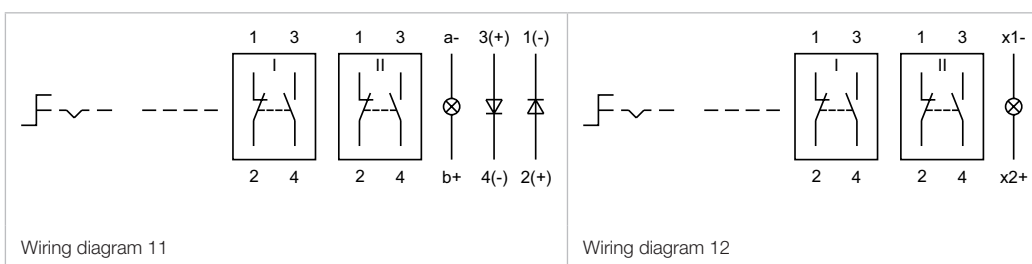 1 3 1 3 a- 3(+) 1(-)
I II
2 4 2 4 b+ 4(-) 2(+)
Wiring diagram 11
1 3 1 3 x1-
I II
2 4 2 4 x2+
Wiring diagram 12